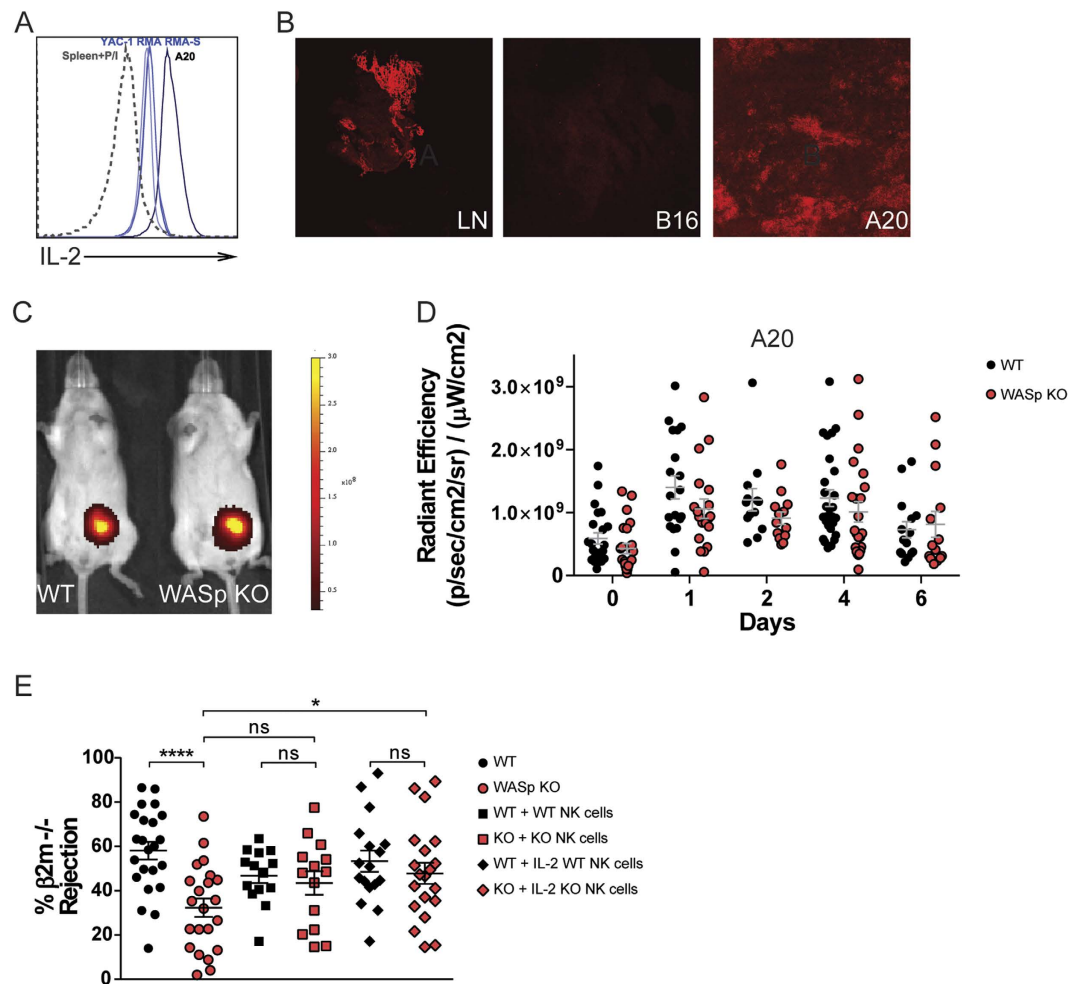 A
YAC-1 RMA RMA-S
Spleen+P/I
A20
IL-2
B
A
LN
B16
A20
C
WT
WASp KO
3.0
2.5
2.0
×10⁸
1.5
1.0
0.5
D
A20
Radiant Efficiency
(p/sec/cm2/sr) / (μW/cm2)
3.0×10⁹
2.0×10⁹
1.0×10⁹
0
0 1 2 4 6
Days
WT
WASp KO
E
*
ns
**** ns ns
% β2m-/-
Rejection
100
80
60
40
20
0
WT
WASp KO
WT + WT NK cells
KO + KO NK cells
WT + IL-2 WT NK cells
KO + IL-2 KO NK cells